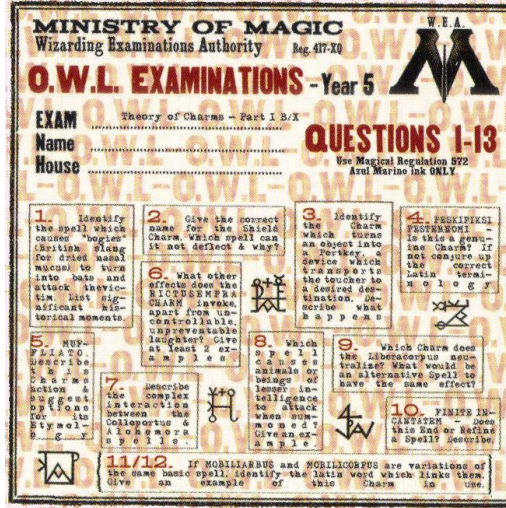 MINISTRY OF MAGIC
W.E.A.
Wizarding Examinations Authority Reg. 417-XQ
O.W.L. EXAMINATIONS - Year 5
EXAM Theory of Charms - Part I B/X
Name
House
QUESTIONS 1-13
Use Magical Regulation 572
Azul Marino ink ONLY
1. Identify
the spell which
causes "bogies"
(British slang
for dried nasal
mucus) to turn
into bats and
attack thevic-
tim. List sig-
nificant his-
torical moments.
2. Give the correct
name for the Shield
Charm. Which spell can
it not deflect & why?
3. Identify
the Charm
which turns
an object into
a Portkey,
device which
transports
the toucher to
a desired des-
tination. De-
scribe what
happens
4. PESKIPIKSI
PESTERNOMI -
is this a genu-
ine Charm? If
not conjure up
the correct
Latin termi-
nology
5. MUF-
FLIATO.
Describe
this
Charms
action &
suggest
options
for its
Etymol-
ogy
6. What other
effects does the
RICTUSEMPRA
CHARM invoke,
apart from un-
controllable,
unpreventable
laughter? Give
at least 2 ex-
amples.
7. Describe
the complex
interaction
between the
Colloportus &
Alohomora
spells.
8. Which
spell
causes
animals or
beings of
lesser in-
telligence
to attack
when sum-
moned?
Give an ex-
ample.
9. Which Charm does
the Liberacorpus neu-
tralize? What would be
an alternative Spell to
have the same effect?
10. FINITE IN-
CANTATEM - Does
this End or Refine
a Spell? Describe.
11/12. If MOBILIARBUS and MOBILICORPUS are variations of
the same basic spell, identify the latin word which links them.
Give an example of this Charm in use.